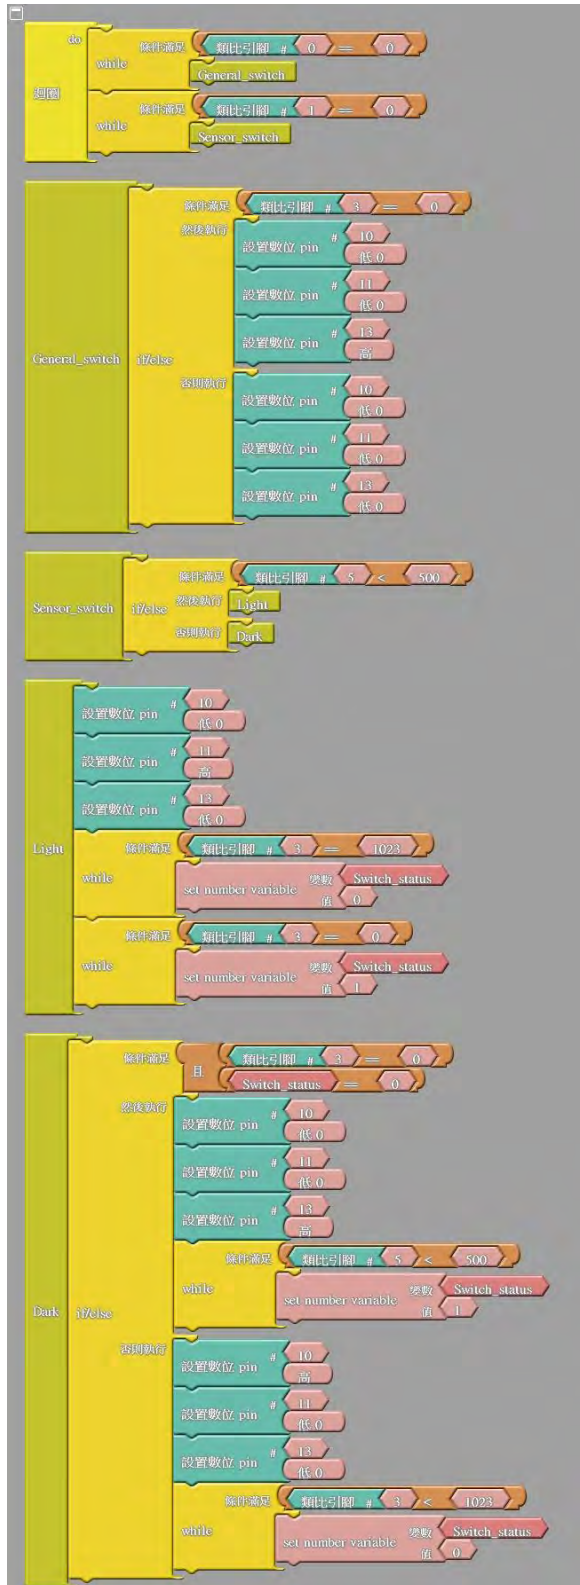 do
條件滿足 類比引腳 # 0 == 0
while
General_switch
迴圈
條件滿足 類比引腳 # 1 == 0
while
Sensor_switch
條件滿足 類比引腳 # 3 == 0
然後執行
設置數位 pin # 10
低 0
設置數位 pin # 11
低 0
設置數位 pin # 13
高
General_switch if/else
否則執行
設置數位 pin # 10
低 0
設置數位 pin # 11
低 0
設置數位 pin # 13
低 0
條件滿足 類比引腳 # 5 < 500
Sensor_switch if/else 然後執行 Light
否則執行 Dark
設置數位 pin # 10
低 0
設置數位 pin # 11
高
設置數位 pin # 13
低 0
Light
條件滿足 類比引腳 # 3 == 1023
while
set number variable 變數 Switch_status
值 0
條件滿足 類比引腳 # 3 == 0
while
set number variable 變數 Switch_status
值 1
條件滿足 且 類比引腳 # 3 == 0
Switch_status == 0
然後執行
設置數位 pin # 10
低 0
設置數位 pin # 11
低 0
設置數位 pin # 13
高
條件滿足 類比引腳 # 5 < 500
while
set number variable 變數 Switch_status
值 1
Dark if/else
否則執行
設置數位 pin # 10
高
設置數位 pin # 11
低 0
設置數位 pin # 13
低 0
條件滿足 類比引腳 # 3 < 1023
while
set number variable 變數 Switch_status
值 0